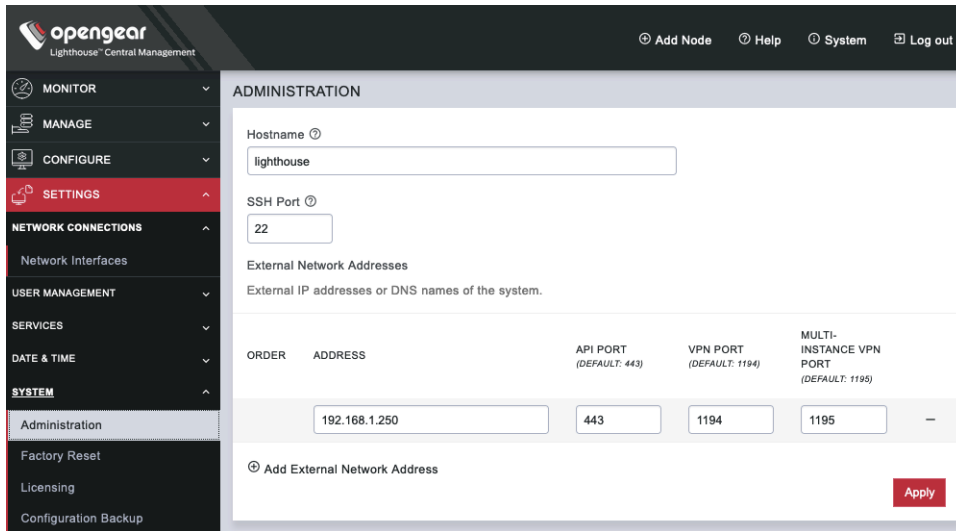 opengear
Lighthouse™ Central Management
Add Node
Help
System
Log out
MONITOR
MANAGE
CONFIGURE
SETTINGS
NETWORK CONNECTIONS
Network Interfaces
USER MANAGEMENT
SERVICES
DATE & TIME
SYSTEM
Administration
Factory Reset
Licensing
Configuration Backup
ADMINISTRATION
Hostname
lighthouse
SSH Port
22
External Network Addresses
External IP addresses or DNS names of the system.
ORDER
ADDRESS
API PORT
(DEFAULT: 443)
VPN PORT
(DEFAULT: 1194)
MULTI-
INSTANCE VPN
PORT
(DEFAULT: 1195)
192.168.1.250
443
1194
1195
Add External Network Address
Apply